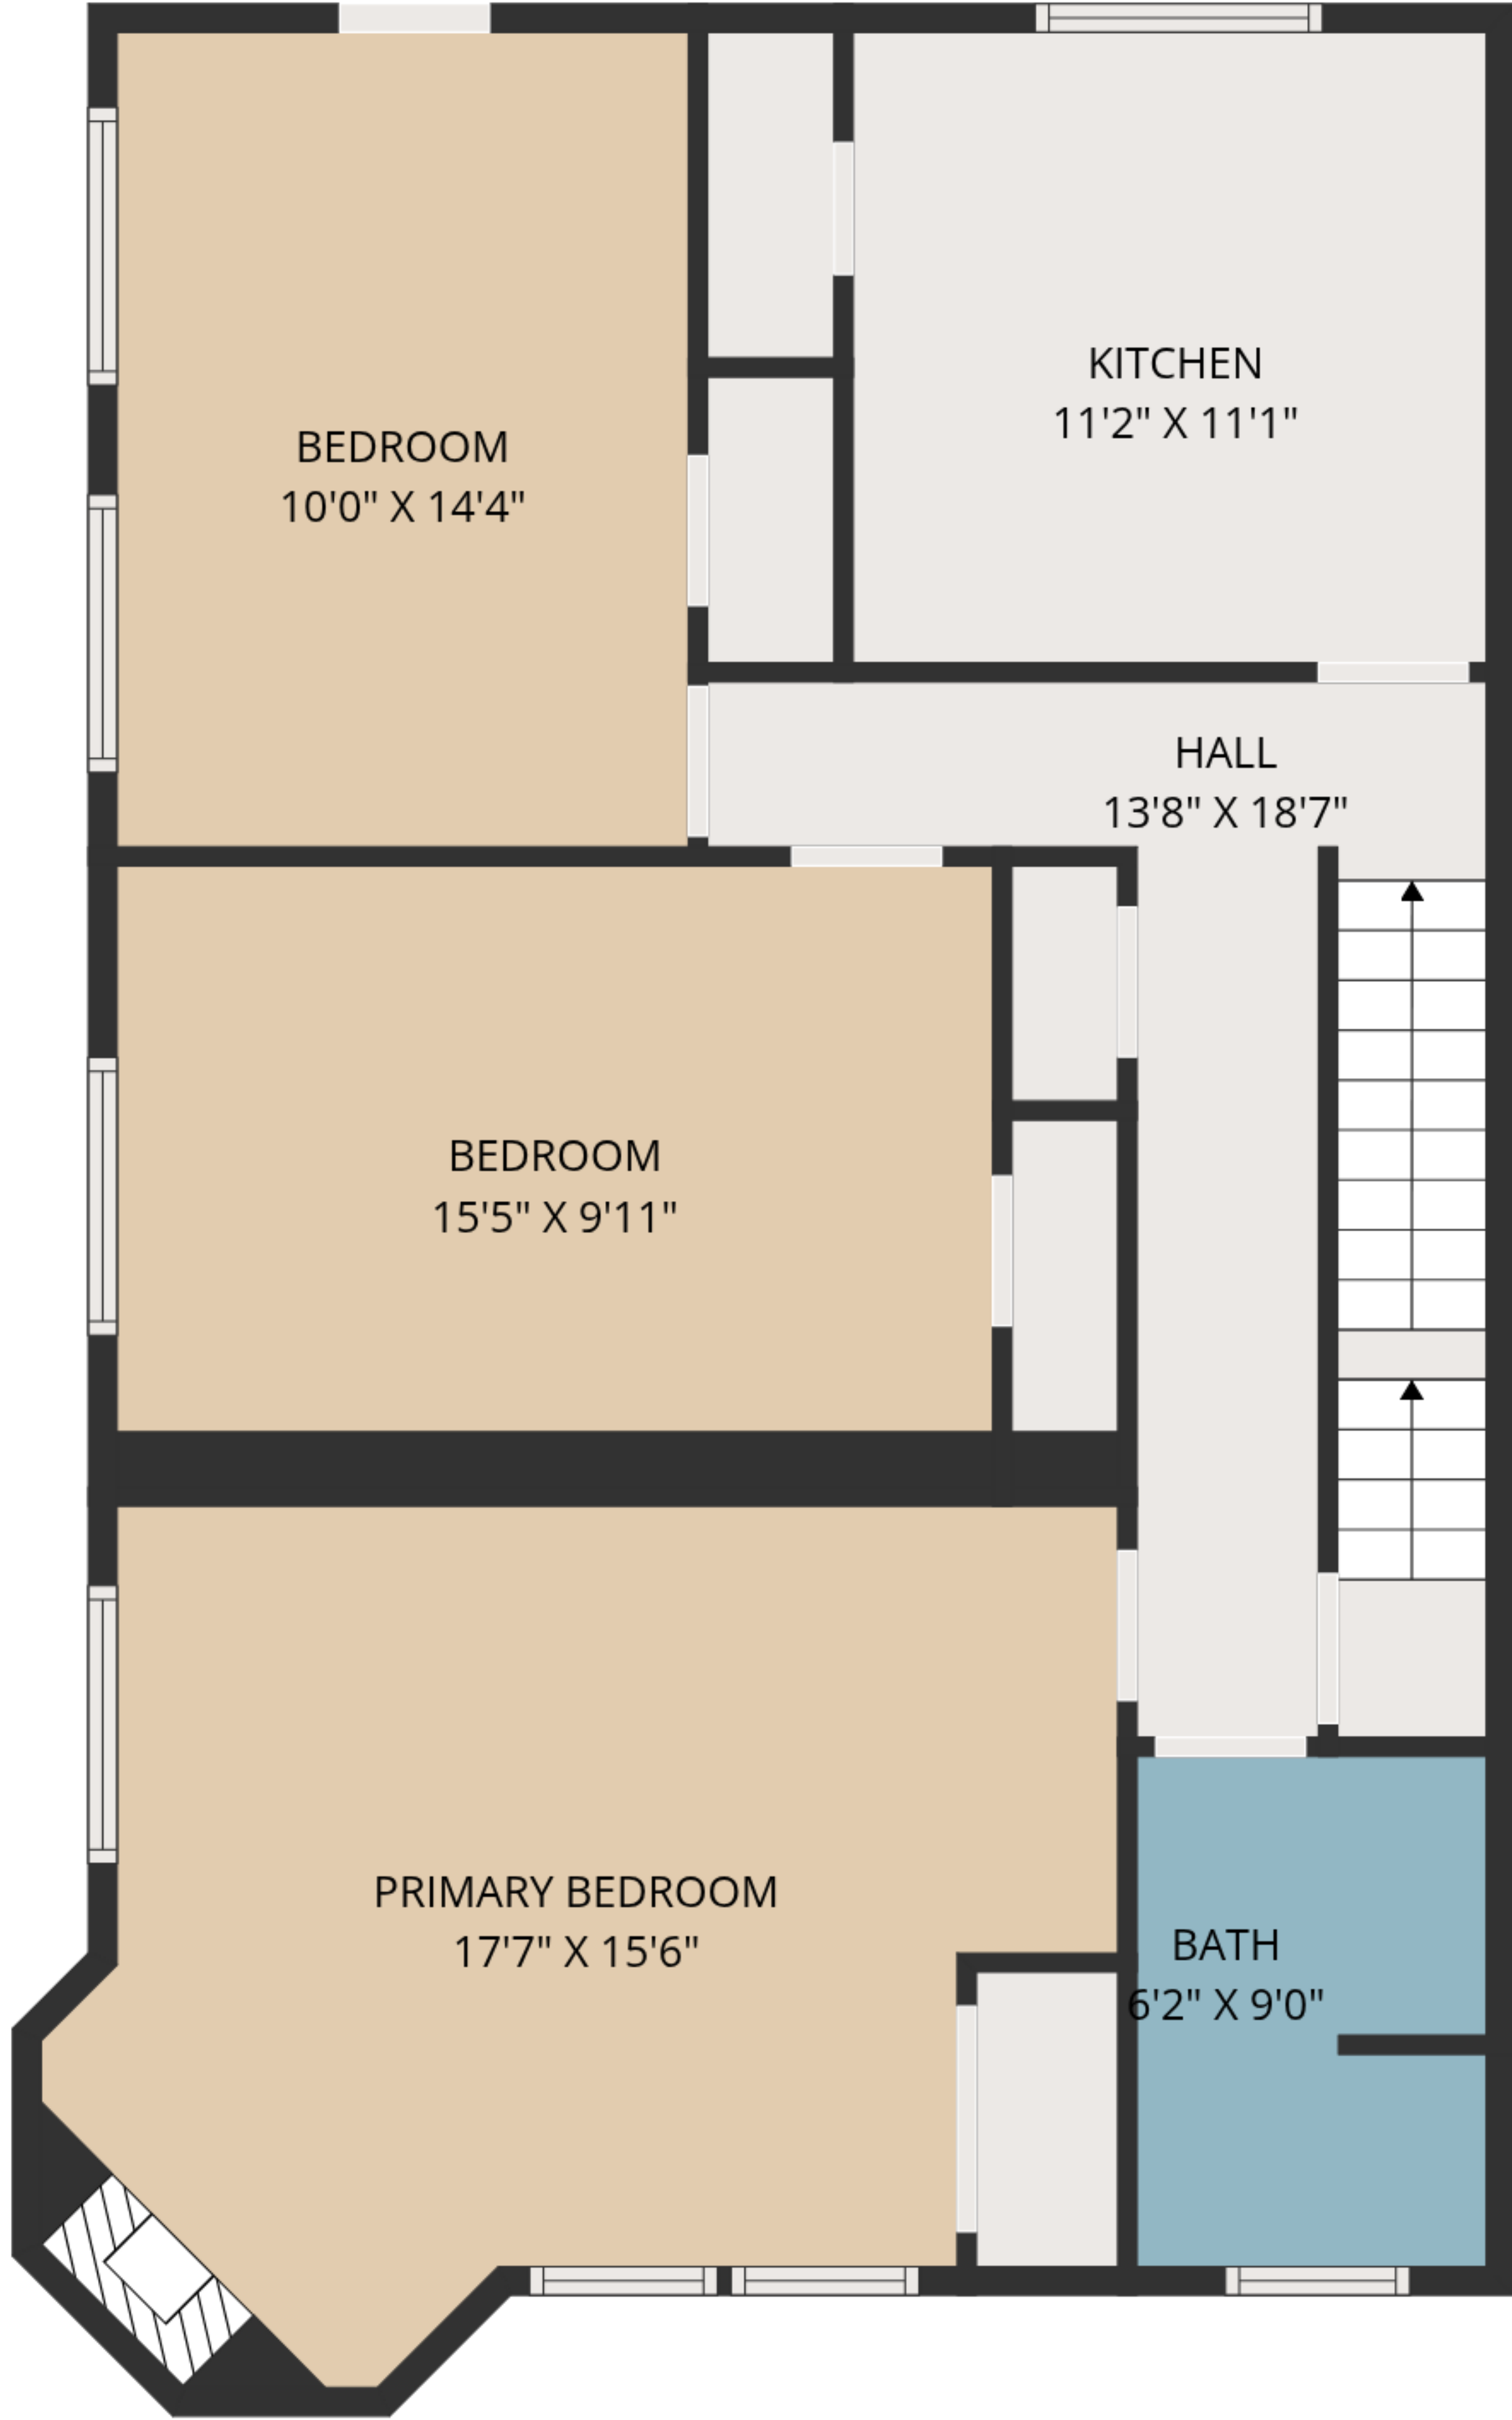 KITCHEN
11'2" X 11'1"
BEDROOM
10'0" X 14'4"
HALL
13'8" X 18'7"
BEDROOM
15'5" X 9'11"
PRIMARY BEDROOM
17'7" X 15'6"
BATH
6'2" X 9'0"